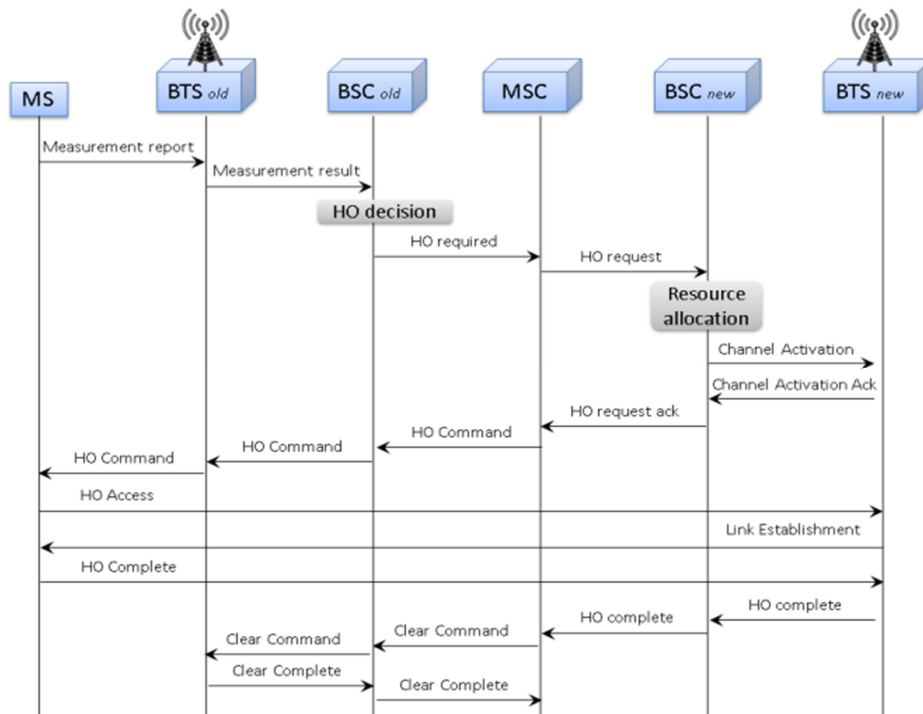 MS
BTS old
BSC old
MSC
BSC new
BTS new
Measurement report
Measurement result
HO decision
HO required
HO request
Resource
allocation
Channel Activation
Channel Activation Ack
HO request ack
HO Command
HO Command
HO Command
HO Access
Link Establishment
HO Complete
HO complete
HO complete
Clear Command
Clear Command
Clear Complete
Clear Complete